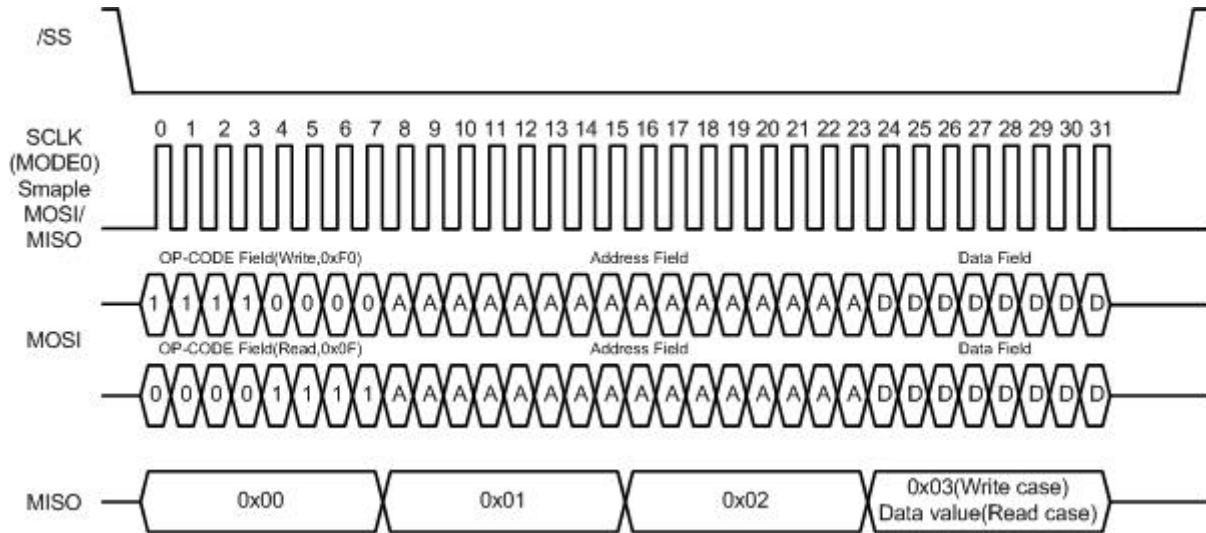 /SS
0 1 2 3 4 5 6 7 8 9 10 11 12 13 14 15 16 17 18 19 20 21 22 23 24 25 26 27 28 29 30 31
SCLK
(MODE0)
Smaple
MOSI/
MISO
OP-CODE Field(Write,0xF0) Address Field Data Field
1 1 1 1 0 0 0 0 A A A A A A A A A A A A A A A A D D D D D D D D
MOSI
OP-CODE Field(Read,0x0F) Address Field Data Field
0 0 0 0 1 1 1 1 A A A A A A A A A A A A A A A A D D D D D D D D
MISO
0x00 0x01 0x02 0x03(Write case)
Data value(Read case)